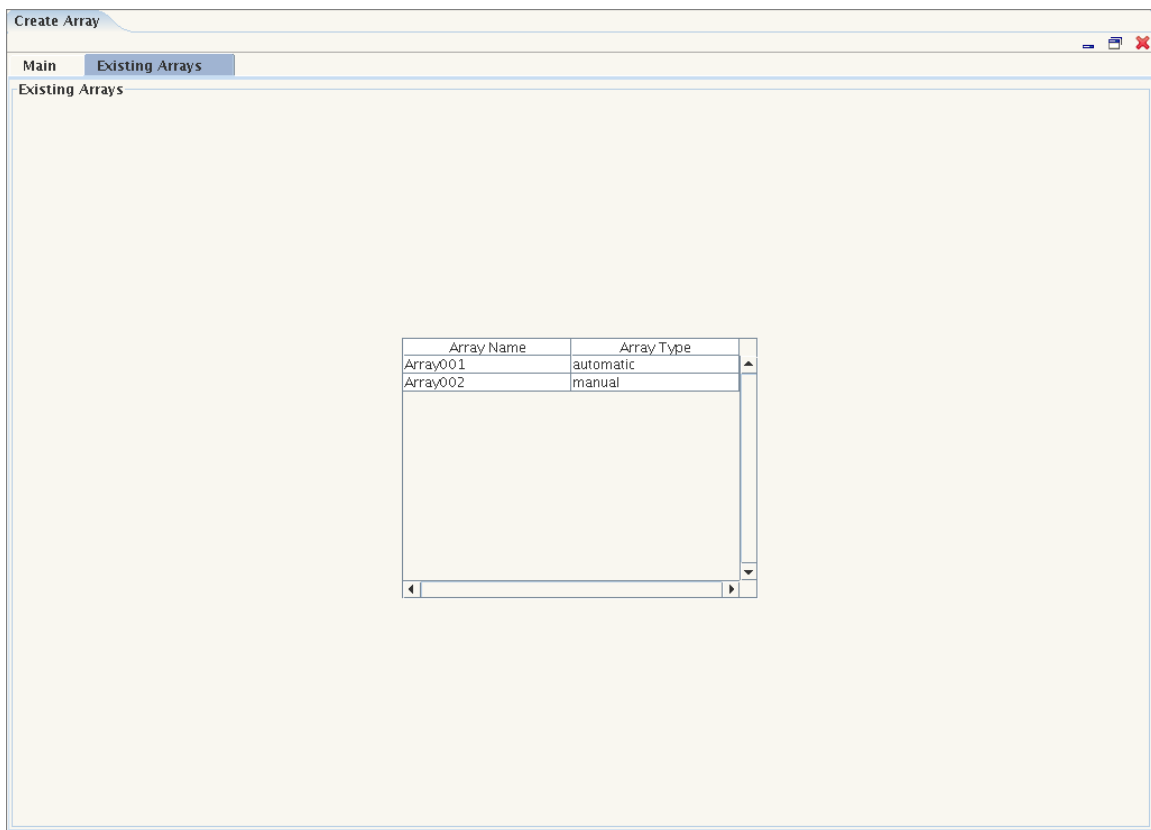 Create Array
Main Existing Arrays
Existing Arrays
Array Name Array Type
Array001 automatic
Array002 manual